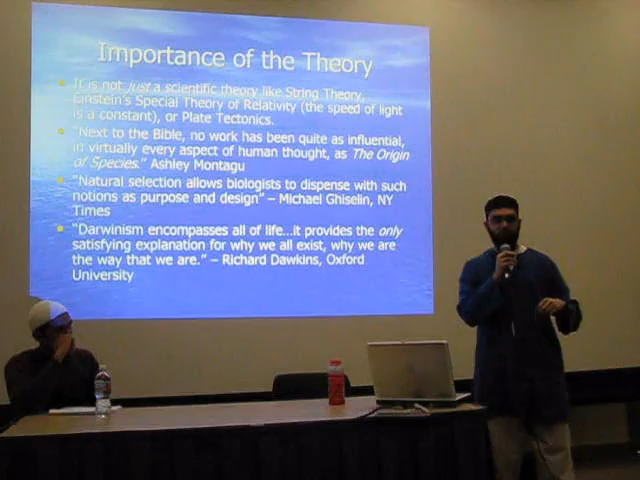 Importance of the Theory
It is not just a scientific theory like String Theory,
Einstein's Special Theory of Relativity (the speed of light
is a constant), or Plate Tectonics.
"Next to the Bible, no work has been quite as influential,
in virtually every aspect of human thought, as The Origin
of Species." Ashley Montagu
"Natural selection allows biologists to dispense with such
notions as purpose and design" – Michael Ghiselin, NY
Times
"Darwinism encompasses all of life...it provides the only
satisfying explanation for why we all exist, why we are
the way that we are." – Richard Dawkins, Oxford
University